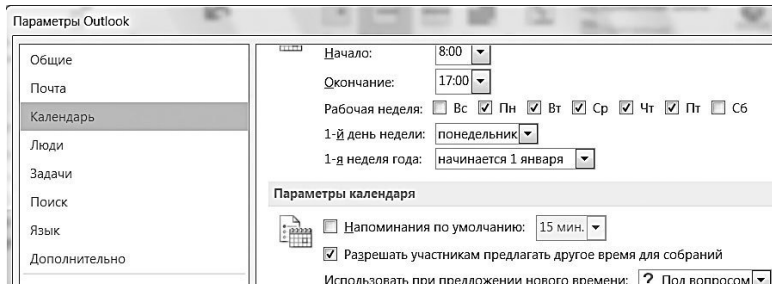 Параметры Outlook
Общие
Почта
Календарь
Люди
Задачи
Поиск
Язык
Дополнительно
Начало: 8:00
Окончание: 17:00
Рабочая неделя: Вс Пн Вт Ср Чт Пт Сб
1-й день недели: понедельник
1-я неделя года: начинается 1 января
Параметры календаря
Напоминания по умолчанию: 15 мин.
Разрешать участникам предлагать другое время для собраний
Использовать при предложении нового времени: ? Под вопросом